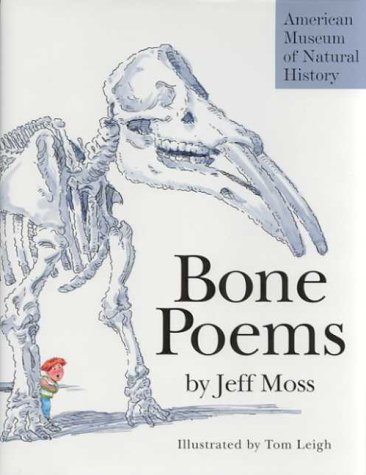 American
Museum
of Natural
History
Bone
Poems
by Jeff Moss
Illustrated by Tom Leigh